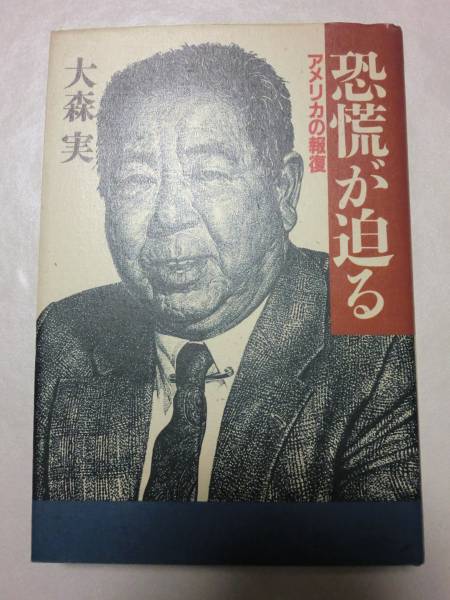 恐慌が迫る
アメリカの報復
大森実